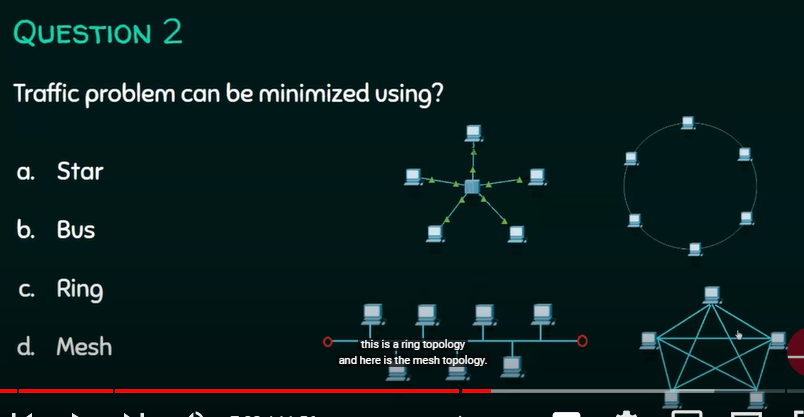 QUESTION 2
Traffic problem can be minimized using?
a. Star
b. Bus
c. Ring
d. Mesh
this is a ring topology
and here is the mesh topology.